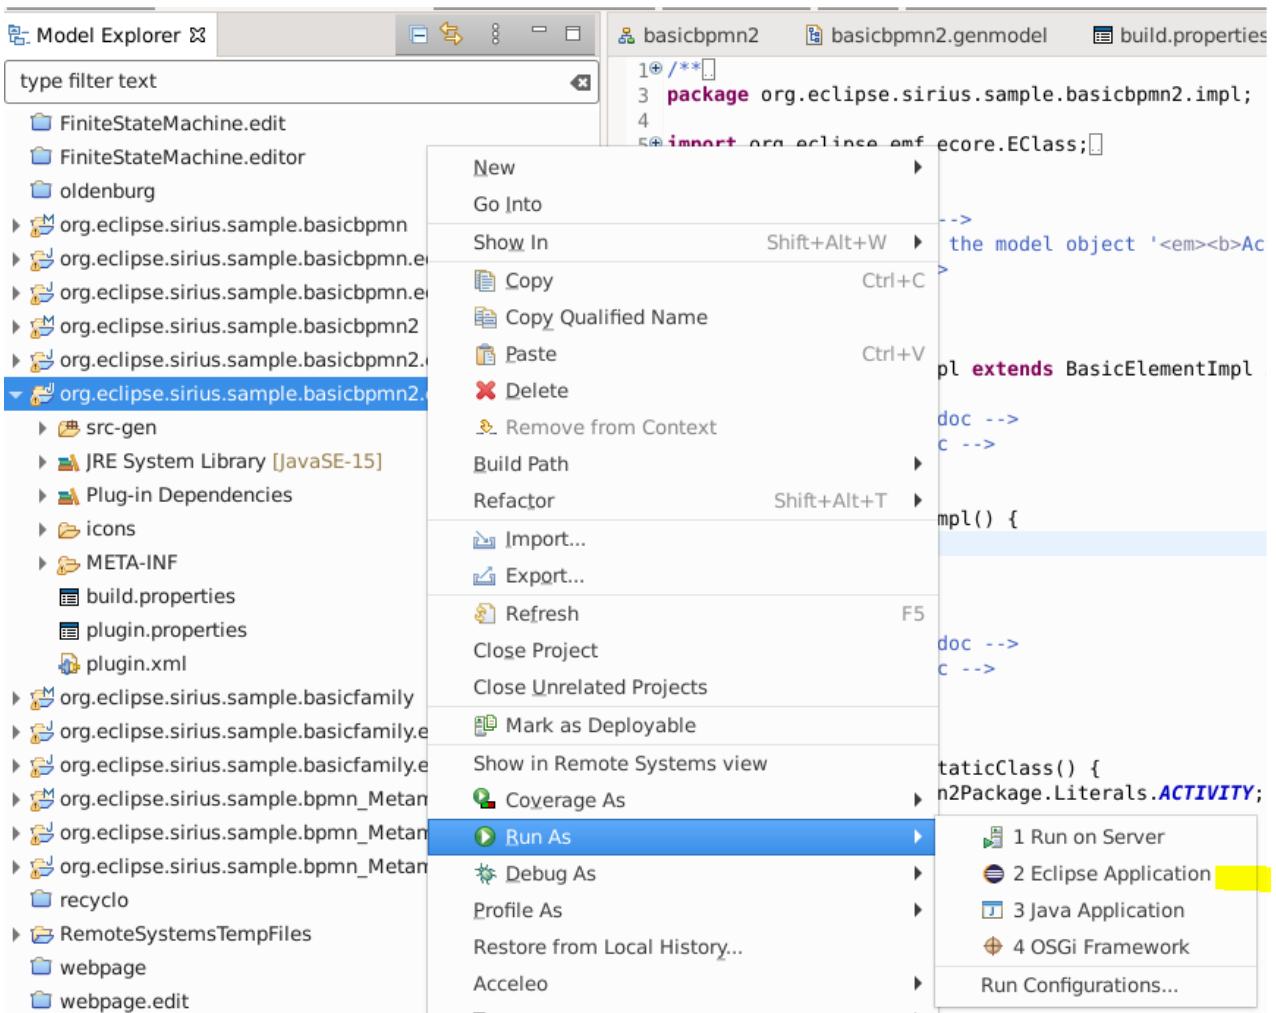 Model Explorer
type filter text
FiniteStateMachine.edit
FiniteStateMachine.editor
oldenburg
org.eclipse.sirius.sample.basicbpmn
org.eclipse.sirius.sample.basicbpmn.e
org.eclipse.sirius.sample.basicbpmn.e
org.eclipse.sirius.sample.basicbpmn2
org.eclipse.sirius.sample.basicbpmn2.
org.eclipse.sirius.sample.basicbpmn2.
src-gen
JRE System Library [JavaSE-15]
Plug-in Dependencies
icons
META-INF
build.properties
plugin.properties
plugin.xml
org.eclipse.sirius.sample.basicfamily
org.eclipse.sirius.sample.basicfamily.e
org.eclipse.sirius.sample.basicfamily.e
org.eclipse.sirius.sample.bpmn_Metam
org.eclipse.sirius.sample.bpmn_Metam
org.eclipse.sirius.sample.bpmn_Metam
recyclo
RemoteSystemsTempFiles
webpage
webpage.edit
basicbpmn2 basicbpmn2.genmodel build.properties
1 /**
3 package org.eclipse.sirius.sample.basicbpmn2.impl;
4
5 import org.eclipse.emf.ecore.EClass;
-->
the model object '<em><b>Ac
>
pl extends BasicElementImpl
doc -->
c -->
mpl() {
doc -->
c -->
taticClass() {
n2Package.Literals.ACTIVITY;
New
Go Into
Show In Shift+Alt+W
Copy Ctrl+C
Copy Qualified Name
Paste Ctrl+V
Delete
Remove from Context
Build Path
Refactor Shift+Alt+T
Import...
Export...
Refresh F5
Close Project
Close Unrelated Projects
Mark as Deployable
Show in Remote Systems view
Coverage As
Run As
Debug As
Profile As
Restore from Local History...
Acceleo
1 Run on Server
2 Eclipse Application
3 Java Application
4 OSGi Framework
Run Configurations...